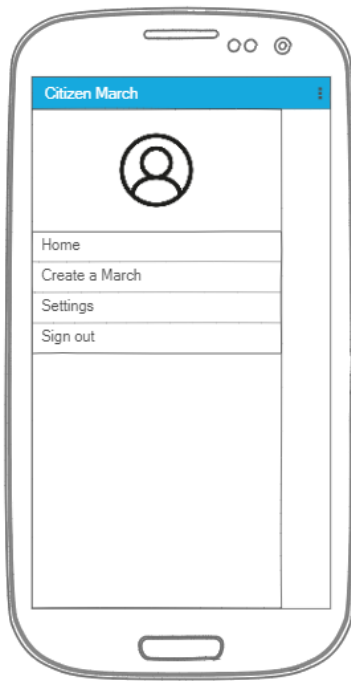 Citizen March
Home
Create a March
Settings
Sign out